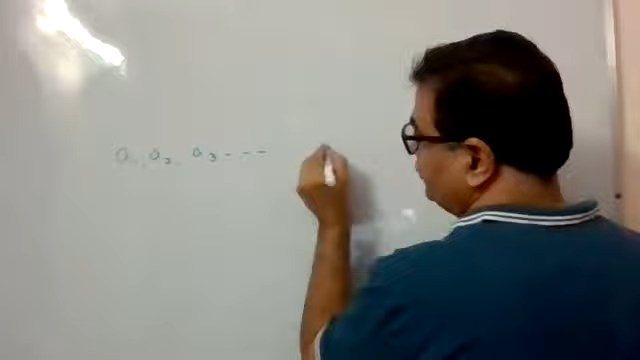 a₁, a₂, a₃ - - -